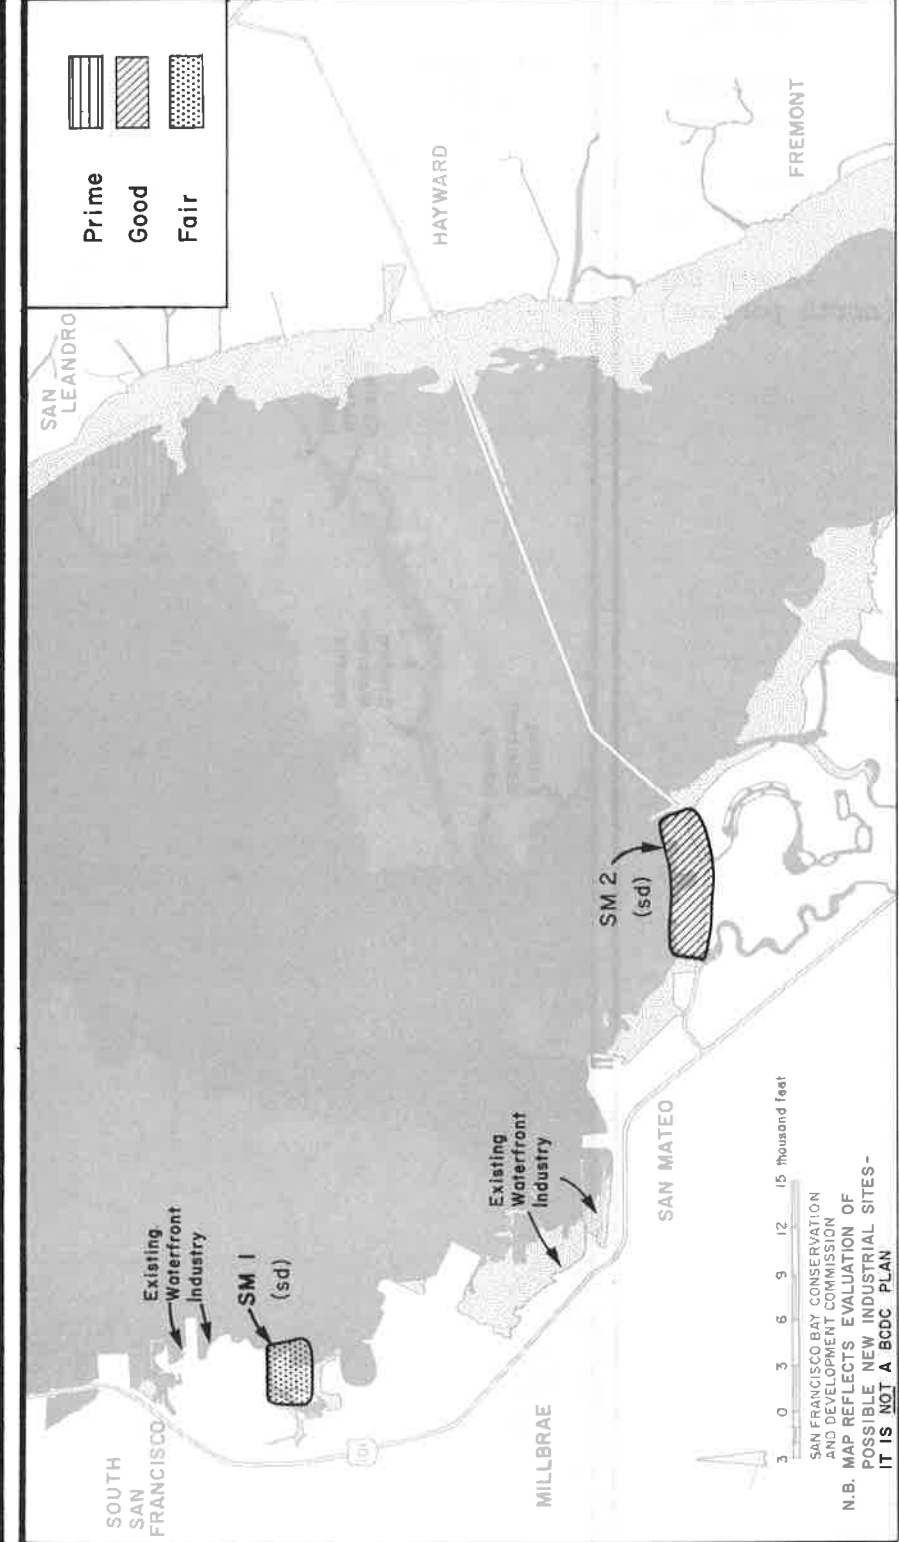 Prime
Good
Fair
SAN
LEANDRO
HAYWARD
FREMONT
Existing
Waterfront
Industry
SM 1
(sd)
SOUTH
SAN
FRANCISCO
101
MILLBRAE
Existing
Waterfront
Industry
SAN MATEO
SM 2
(sd)
3 0 3 6 9 12 15 thousand feet
SAN FRANCISCO BAY CONSERVATION
AND DEVELOPMENT COMMISSION
N.B. MAP REFLECTS EVALUATION OF
POSSIBLE NEW INDUSTRIAL SITES-
IT IS NOT A BCDC PLAN